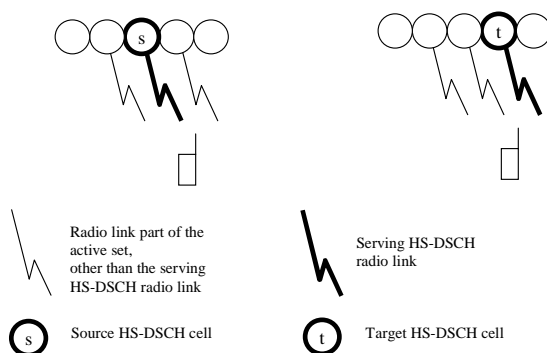 s
t
Radio link part of the
active set,
other than the serving
HS-DSCH radio link
Serving HS-DSCH
radio link
s
Source HS-DSCH cell
t
Target HS-DSCH cell